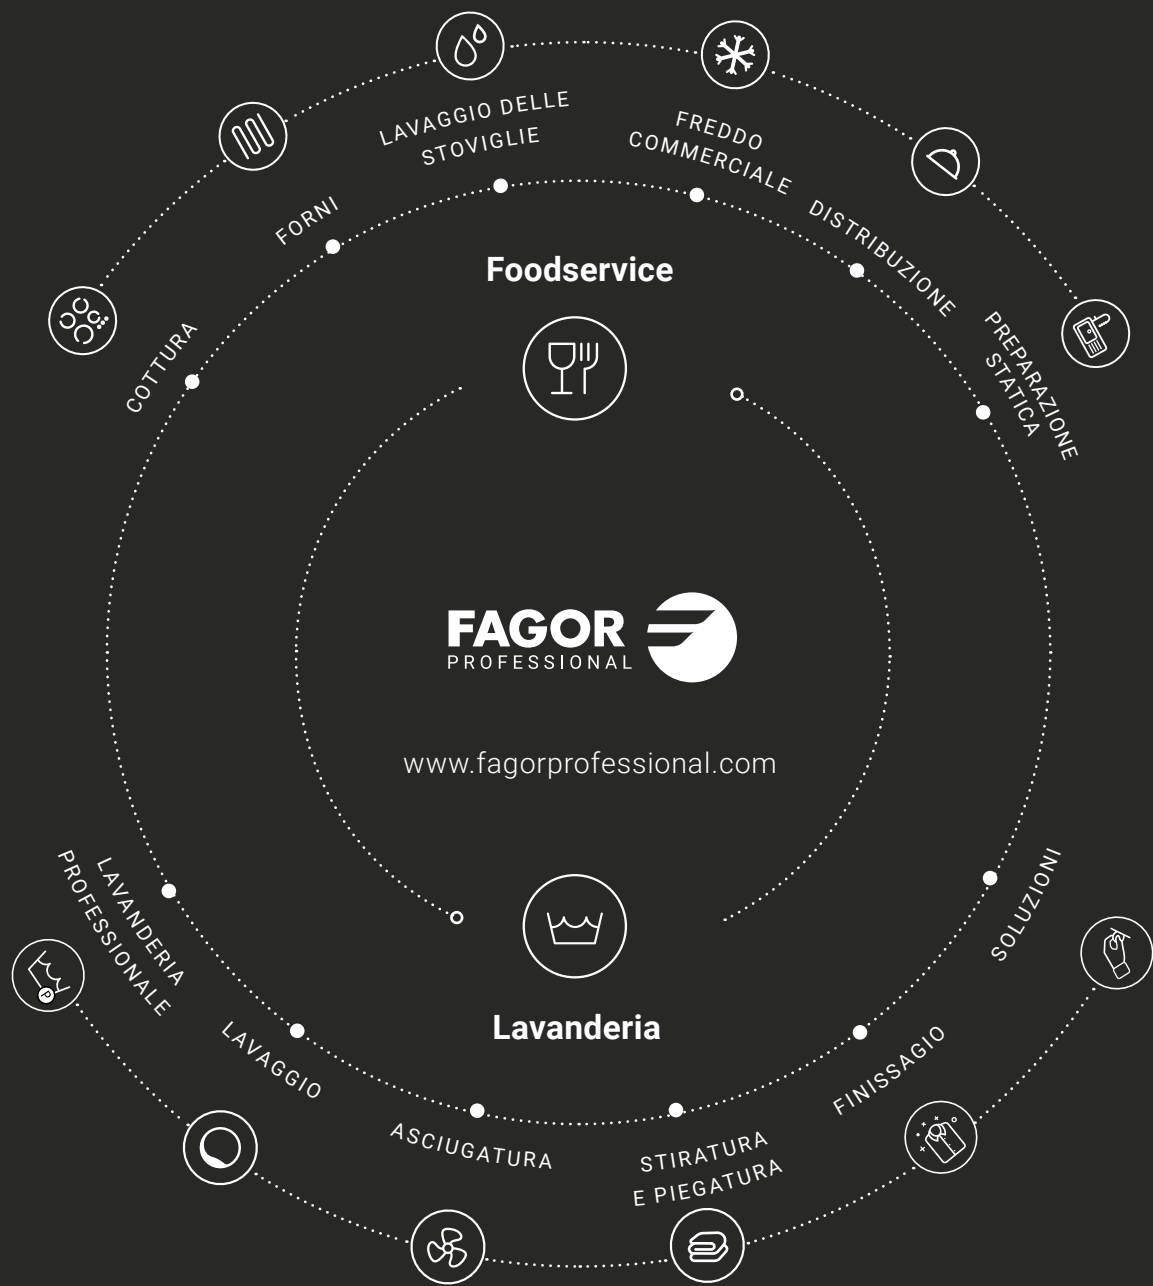 LAVAGGIO DELLE
STOVIGLIE
FREDDO
COMMERCIALE
FORNI
DISTRIBUZIONE
COTTURA
PREPARAZIONE
STATICA
Foodservice
FAGOR
PROFESSIONAL
www.fagorprofessional.com
LAVANDERIA
PROFESSIONALE
P
SOLUZIONI
Lavanderia
LAVAGGIO
FINISSAGIO
ASCIUGATURA
STIRATURA
E PIEGATURA